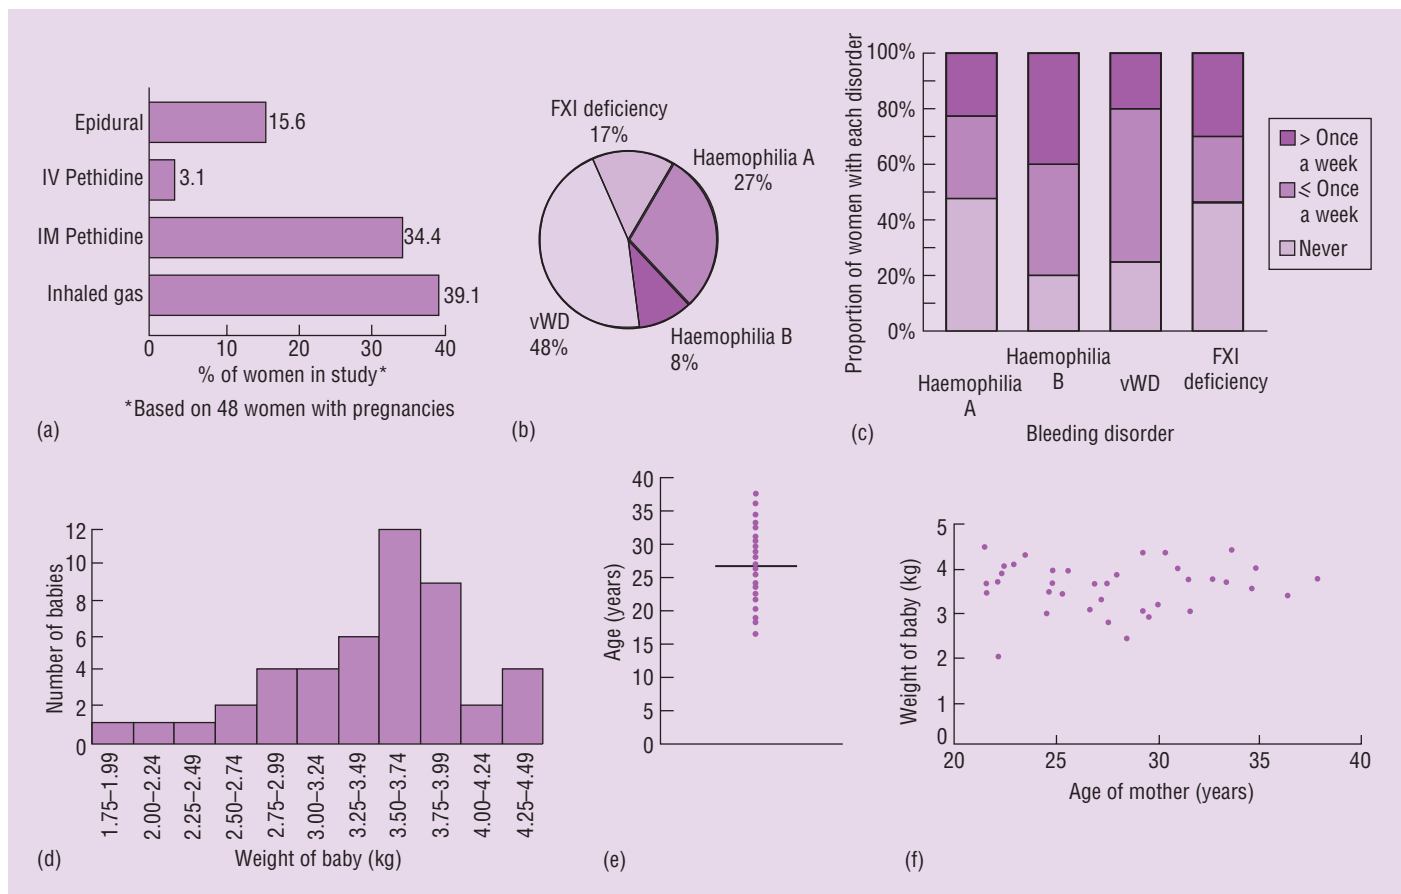 Epidural
15.6
IV Pethidine
3.1
IM Pethidine
34.4
Inhaled gas
39.1
0 10 20 30 40
% of women in study*
*Based on 48 women with pregnancies
(a)
FXI deficiency
17%
Haemophilia A
27%
vWD
48%
Haemophilia B
8%
(b)
Proportion of women with each disorder
100%
80%
60%
40%
20%
0%
Haemophilia
A
Haemophilia
B
vWD
FXI
deficiency
Bleeding disorder
> Once
a week
⩽ Once
a week
Never
(c)
Number of babies
12
10
8
6
4
2
0
1.75–1.99
2.00–2.24
2.25–2.49
2.50–2.74
2.75–2.99
3.00–3.24
3.25–3.49
3.50–3.74
3.75–3.99
4.00–4.24
4.25–4.49
Weight of baby (kg)
(d)
Age (years)
40
35
30
25
20
15
10
5
0
(e)
Weight of baby (kg)
5
4
3
2
1
0
20 25 30 35 40
Age of mother (years)
(f)